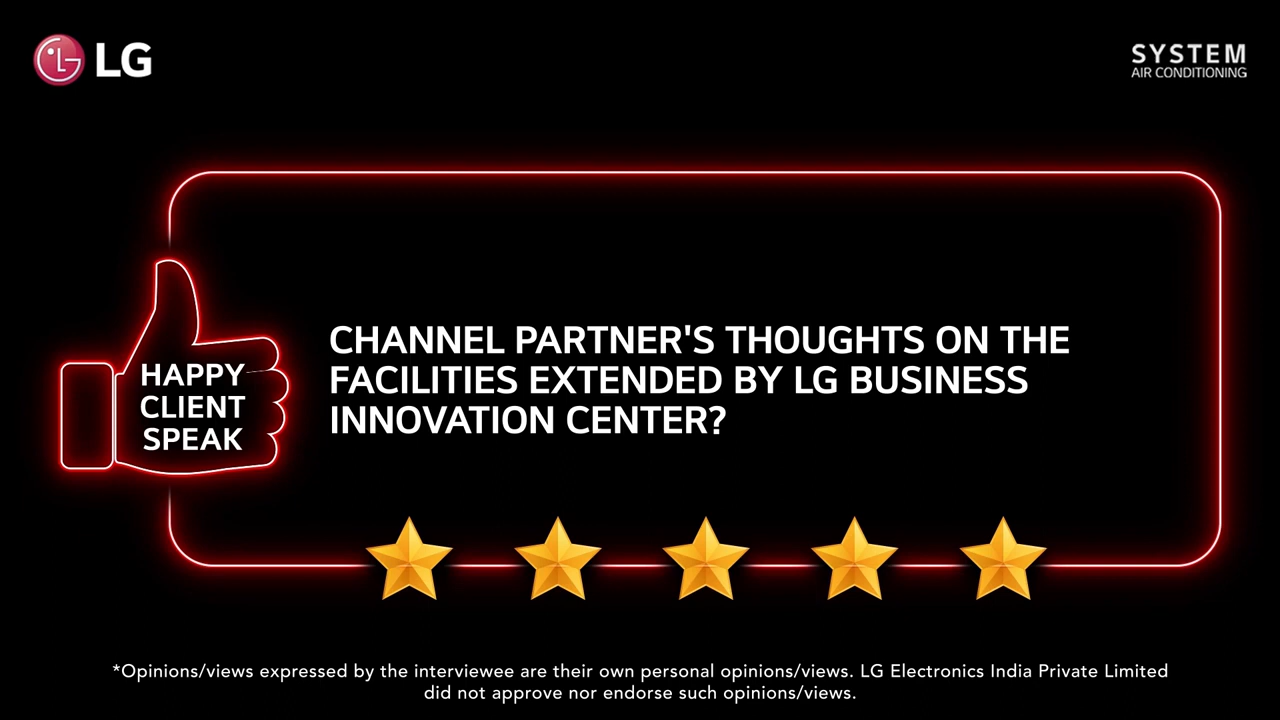 LG
SYSTEM
AIR CONDITIONING
HAPPY
CLIENT
SPEAK
CHANNEL PARTNER'S THOUGHTS ON THE
FACILITIES EXTENDED BY LG BUSINESS
INNOVATION CENTER?
*Opinions/views expressed by the interviewee are their own personal opinions/views. LG Electronics India Private Limited
did not approve nor endorse such opinions/views.